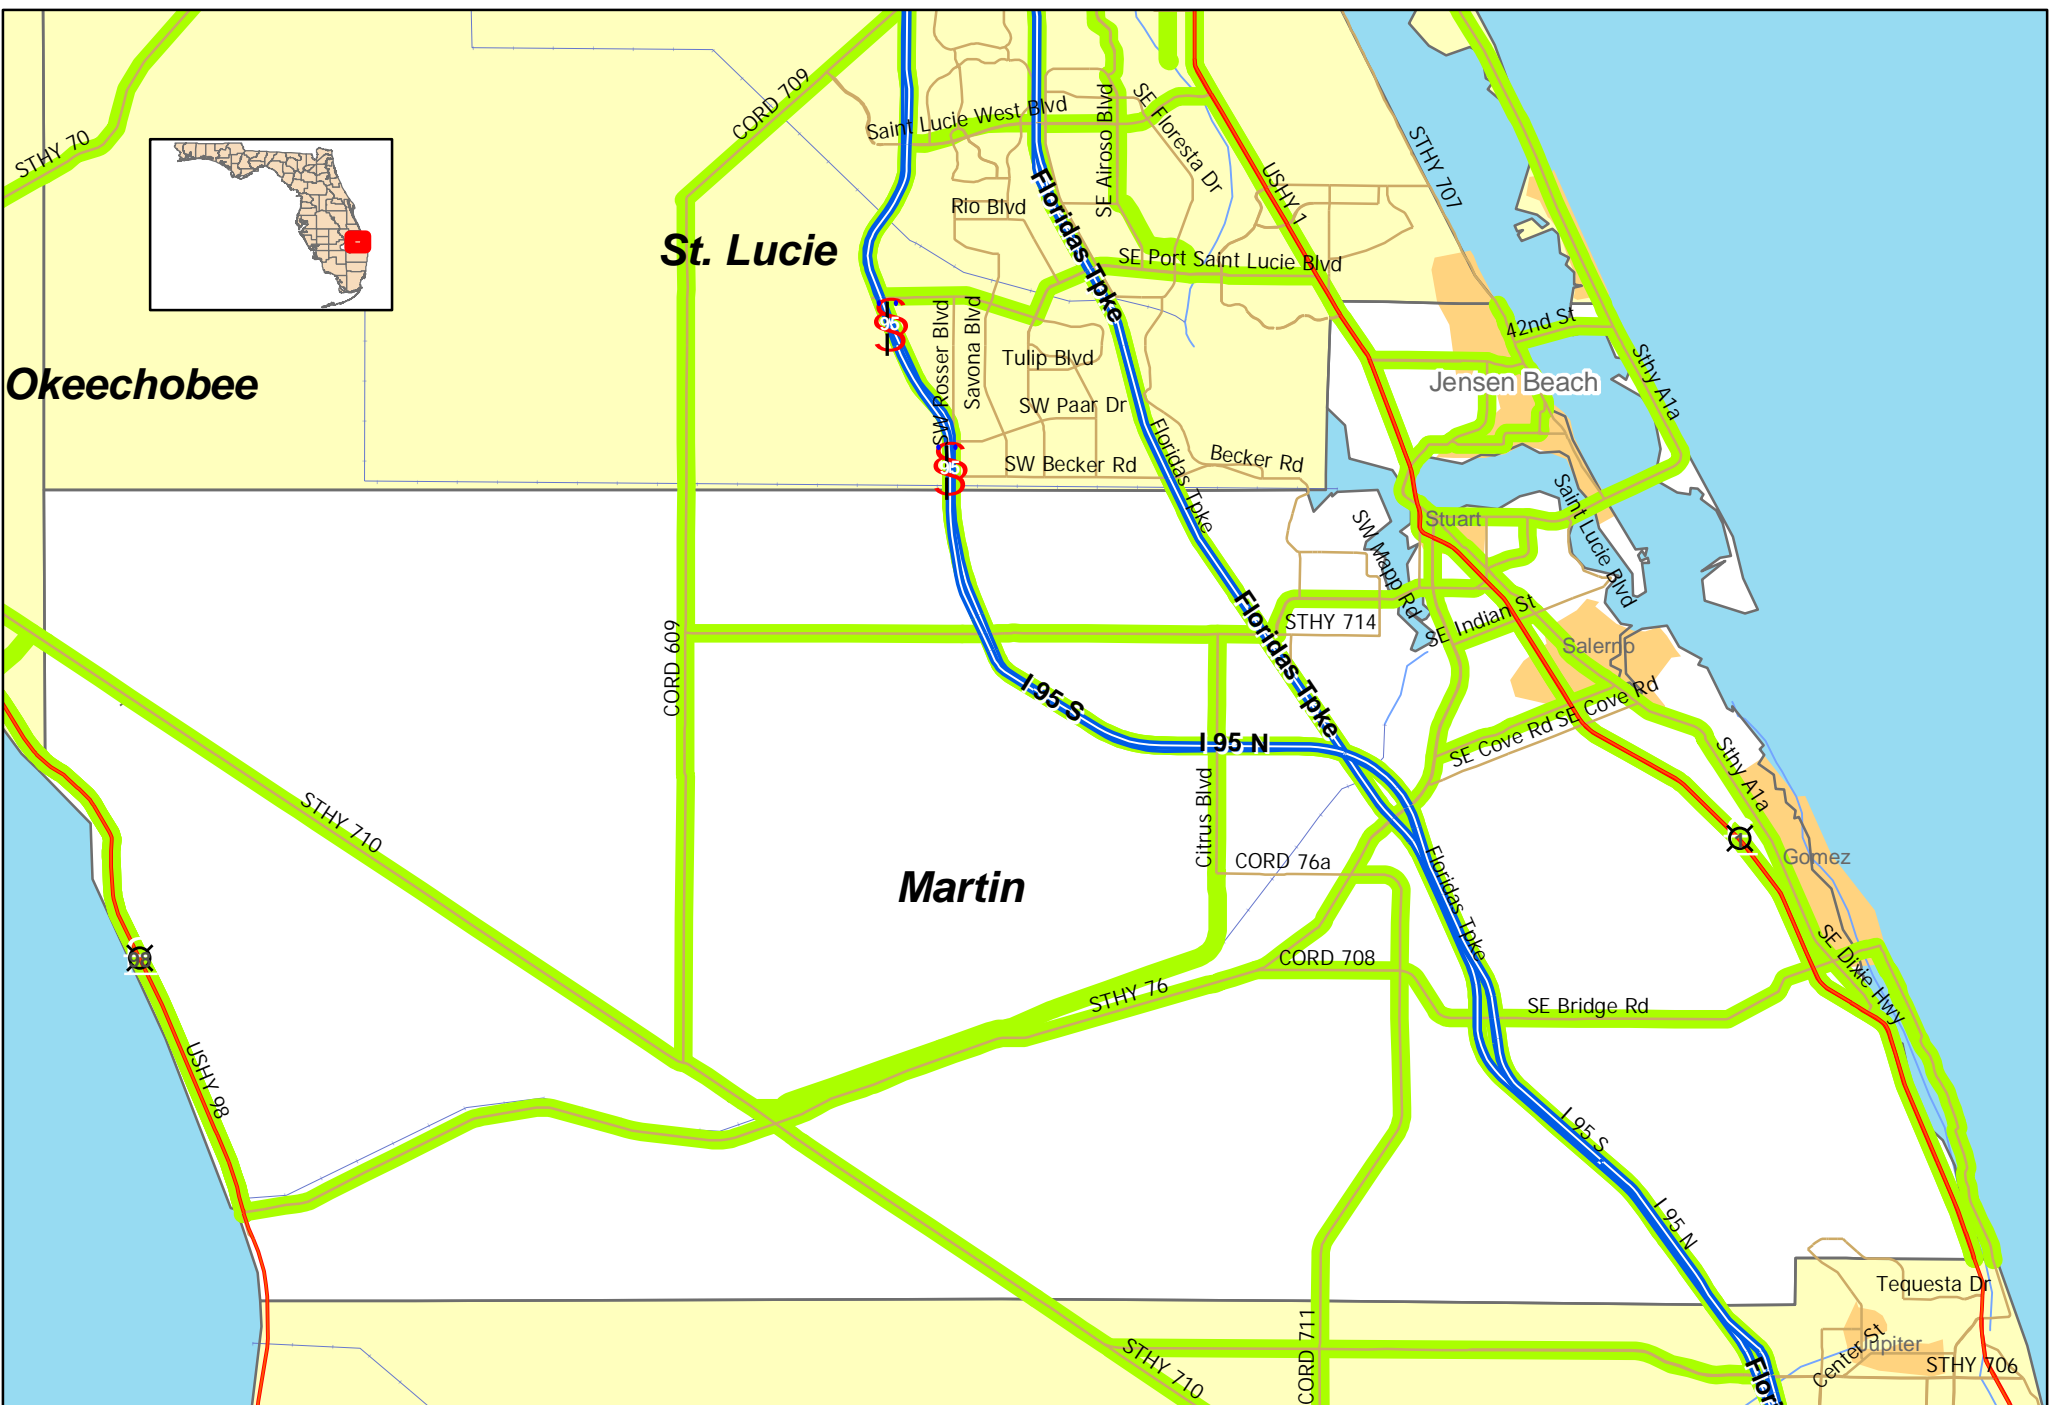 STHY 70
CORD 709
Saint Lucie West Blvd
SE Airoso Blvd
SE Floresta Dr
USHY 1
STHY 707
Rio Blvd
Floridas Tpke
St. Lucie
SE Port Saint Lucie Blvd
95
SW Rosser Blvd
Savona Blvd
Tulip Blvd
42nd St
Sthy A1a
Okeechobee
Jensen Beach
SW Paar Dr
Floridas Tpke
95
SW Becker Rd
Becker Rd
Saint Lucie Blvd
Stuart
SW Mapp Rd
Floridas Tpke
STHY 714
SE Indian St
Salerno
CORD 609
I 95 S
I 95 N
SE Cove Rd
SE Cove Rd
Sthy A1a
STHY 710
Citrus Blvd
CORD 76a
Floridas Tpke
1
Gomez
Martin
98
CORD 708
STHY 76
SE Bridge Rd
SE Dixie Hwy
USHY 98
I 95 S
I 95 N
Tequesta Dr
CORD 711
STHY 710
Center St
Jupiter
STHY 706
Flori